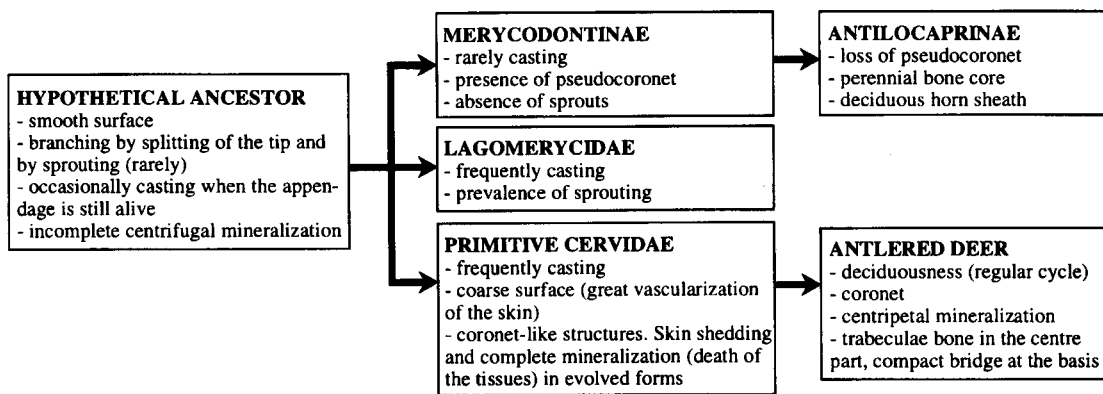 HYPOTHETICAL ANCESTOR
- smooth surface
- branching by splitting of the tip and
by sprouting (rarely)
- occasionally casting when the appen-
dage is still alive
- incomplete centrifugal mineralization
MERYCODONTINAE
- rarely casting
- presence of pseudocoronet
- absence of sprouts
ANTILOCAPRINAE
- loss of pseudocoronet
- perennial bone core
- deciduous horn sheath
LAGOMERYCIDAE
- frequently casting
- prevalence of sprouting
PRIMITIVE CERVIDAE
- frequently casting
- coarse surface (great vascularization
of the skin)
- coronet-like structures. Skin shedding
and complete mineralization (death of
the tissues) in evolved forms
ANTLERED DEER
- deciduousness (regular cycle)
- coronet
- centripetal mineralization
- trabeculae bone in the centre
part, compact bridge at the basis